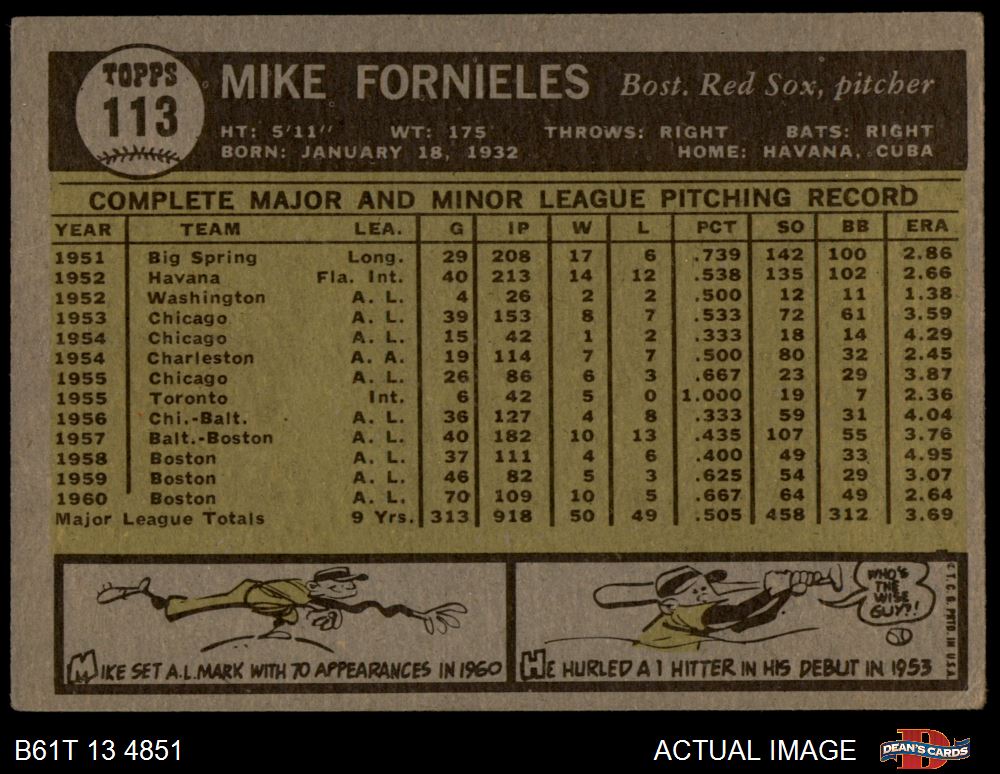 TOPPS
113
MIKE FORNIELES Bost. Red Sox, pitcher
HT: 5'11" WT: 175 THROWS: RIGHT BATS: RIGHT
BORN: JANUARY 18, 1932 HOME: HAVANA, CUBA
COMPLETE MAJOR AND MINOR LEAGUE PITCHING RECORD
YEAR TEAM LEA. G IP W L PCT SO BB ERA
1951 Big Spring Long. 29 208 17 6 .739 142 100 2.86
1952 Havana Fla. Int. 40 213 14 12 .538 135 102 2.66
1952 Washington A. L. 4 26 2 2 .500 12 11 1.38
1953 Chicago A. L. 39 153 8 7 .533 72 61 3.59
1954 Chicago A. L. 15 42 1 2 .333 18 14 4.29
1954 Charleston A. A. 19 114 7 7 .500 80 32 2.45
1955 Chicago A. L. 26 86 6 3 .667 23 29 3.87
1955 Toronto Int. 6 42 5 0 1.000 19 7 2.36
1956 Chi.-Balt. A. L. 36 127 4 8 .333 59 31 4.04
1957 Balt.-Boston A. L. 40 182 10 13 .435 107 55 3.76
1958 Boston A. L. 37 111 4 6 .400 49 33 4.95
1959 Boston A. L. 46 82 5 3 .625 54 29 3.07
1960 Boston A. L. 70 109 10 5 .667 64 49 2.64
Major League Totals 9 Yrs. 313 918 50 49 .505 458 312 3.69
MIKE SET A.L. MARK WITH 70 APPEARANCES IN 1960
WHO'S
THE
WISE
GUY?!
HE HURLED A 1 HITTER IN HIS DEBUT IN 1953
© T. C. G. PRTD. IN U.S.A.
B61T 13 4851
ACTUAL IMAGE
DEAN'S CARDS